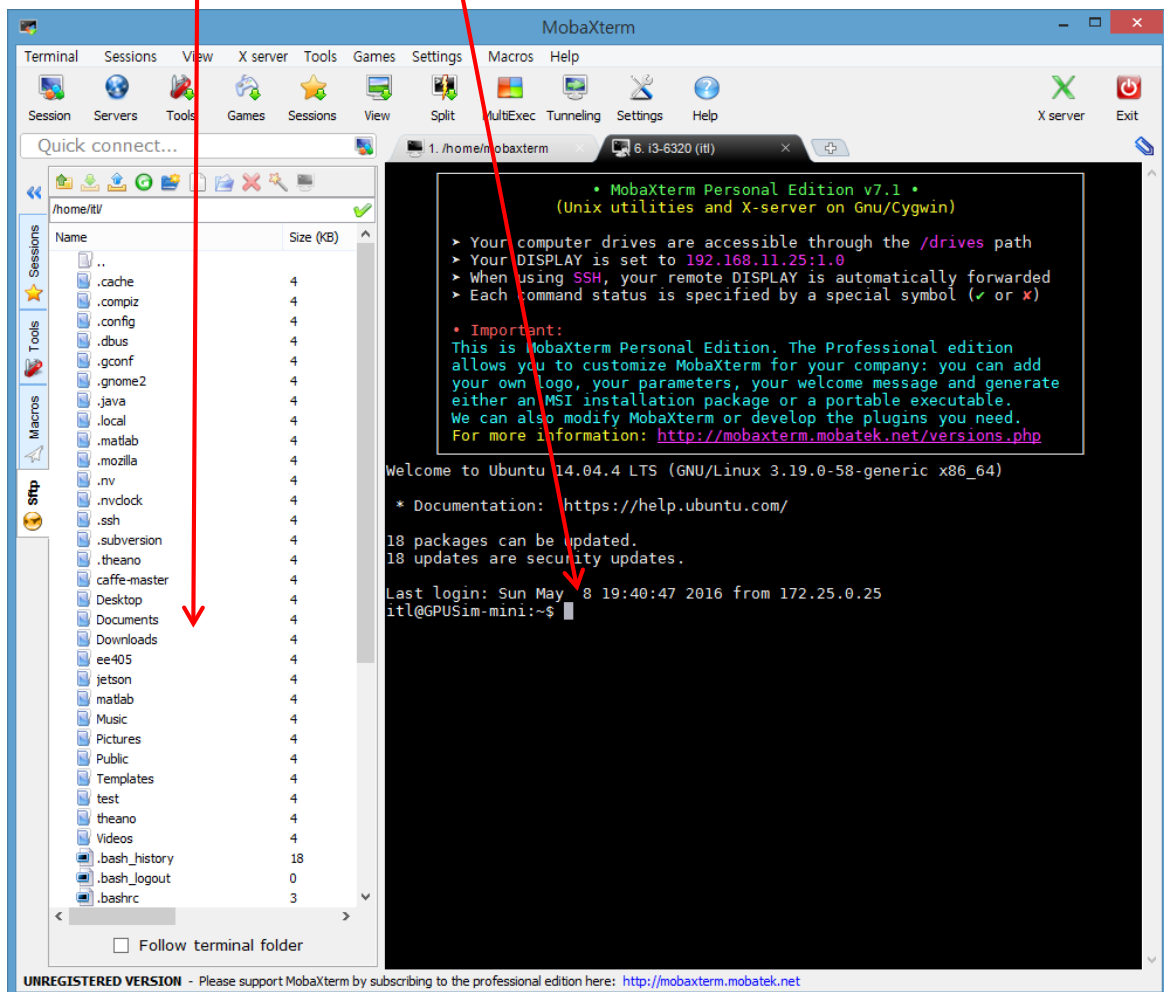 MobaXterm
Terminal Sessions View X server Tools Games Settings Macros Help
Session Servers Tools Games Sessions View Split MultiExec Tunneling Settings Help X server Exit
Quick connect...
1. /home/mobaxterm
6. i3-6320 (itl)
Sessions
Tools
Macros
Sftp
/home/itl/
Name Size (KB)
..
.cache 4
.compiz 4
.config 4
.dbus 4
.gconf 4
.gnome2 4
.java 4
.local 4
.matlab 4
.mozilla 4
.nv 4
.nvclock 4
.ssh 4
.subversion 4
.theano 4
caffe-master 4
Desktop 4
Documents 4
Downloads 4
ee405 4
jetson 4
matlab 4
Music 4
Pictures 4
Public 4
Templates 4
test 4
theano 4
Videos 4
.bash_history 18
.bash_logout 0
.bashrc 3
Follow terminal folder
• MobaXterm Personal Edition v7.1 •
(Unix utilities and X-server on Gnu/Cygwin)
➤ Your computer drives are accessible through the /drives path
➤ Your DISPLAY is set to 192.168.11.25:1.0
➤ When using SSH, your remote DISPLAY is automatically forwarded
➤ Each command status is specified by a special symbol (✔ or ✘)
• Important:
This is MobaXterm Personal Edition. The Professional edition
allows you to customize MobaXterm for your company: you can add
your own logo, your parameters, your welcome message and generate
either an MSI installation package or a portable executable.
We can also modify MobaXterm or develop the plugins you need.
For more information: http://mobaxterm.mobatek.net/versions.php
Welcome to Ubuntu 14.04.4 LTS (GNU/Linux 3.19.0-58-generic x86_64)
* Documentation: https://help.ubuntu.com/
18 packages can be updated.
18 updates are security updates.
Last login: Sun May 8 19:40:47 2016 from 172.25.0.25
itl@GPUSim-mini:~$
UNREGISTERED VERSION - Please support MobaXterm by subscribing to the professional edition here: http://mobaxterm.mobatek.net